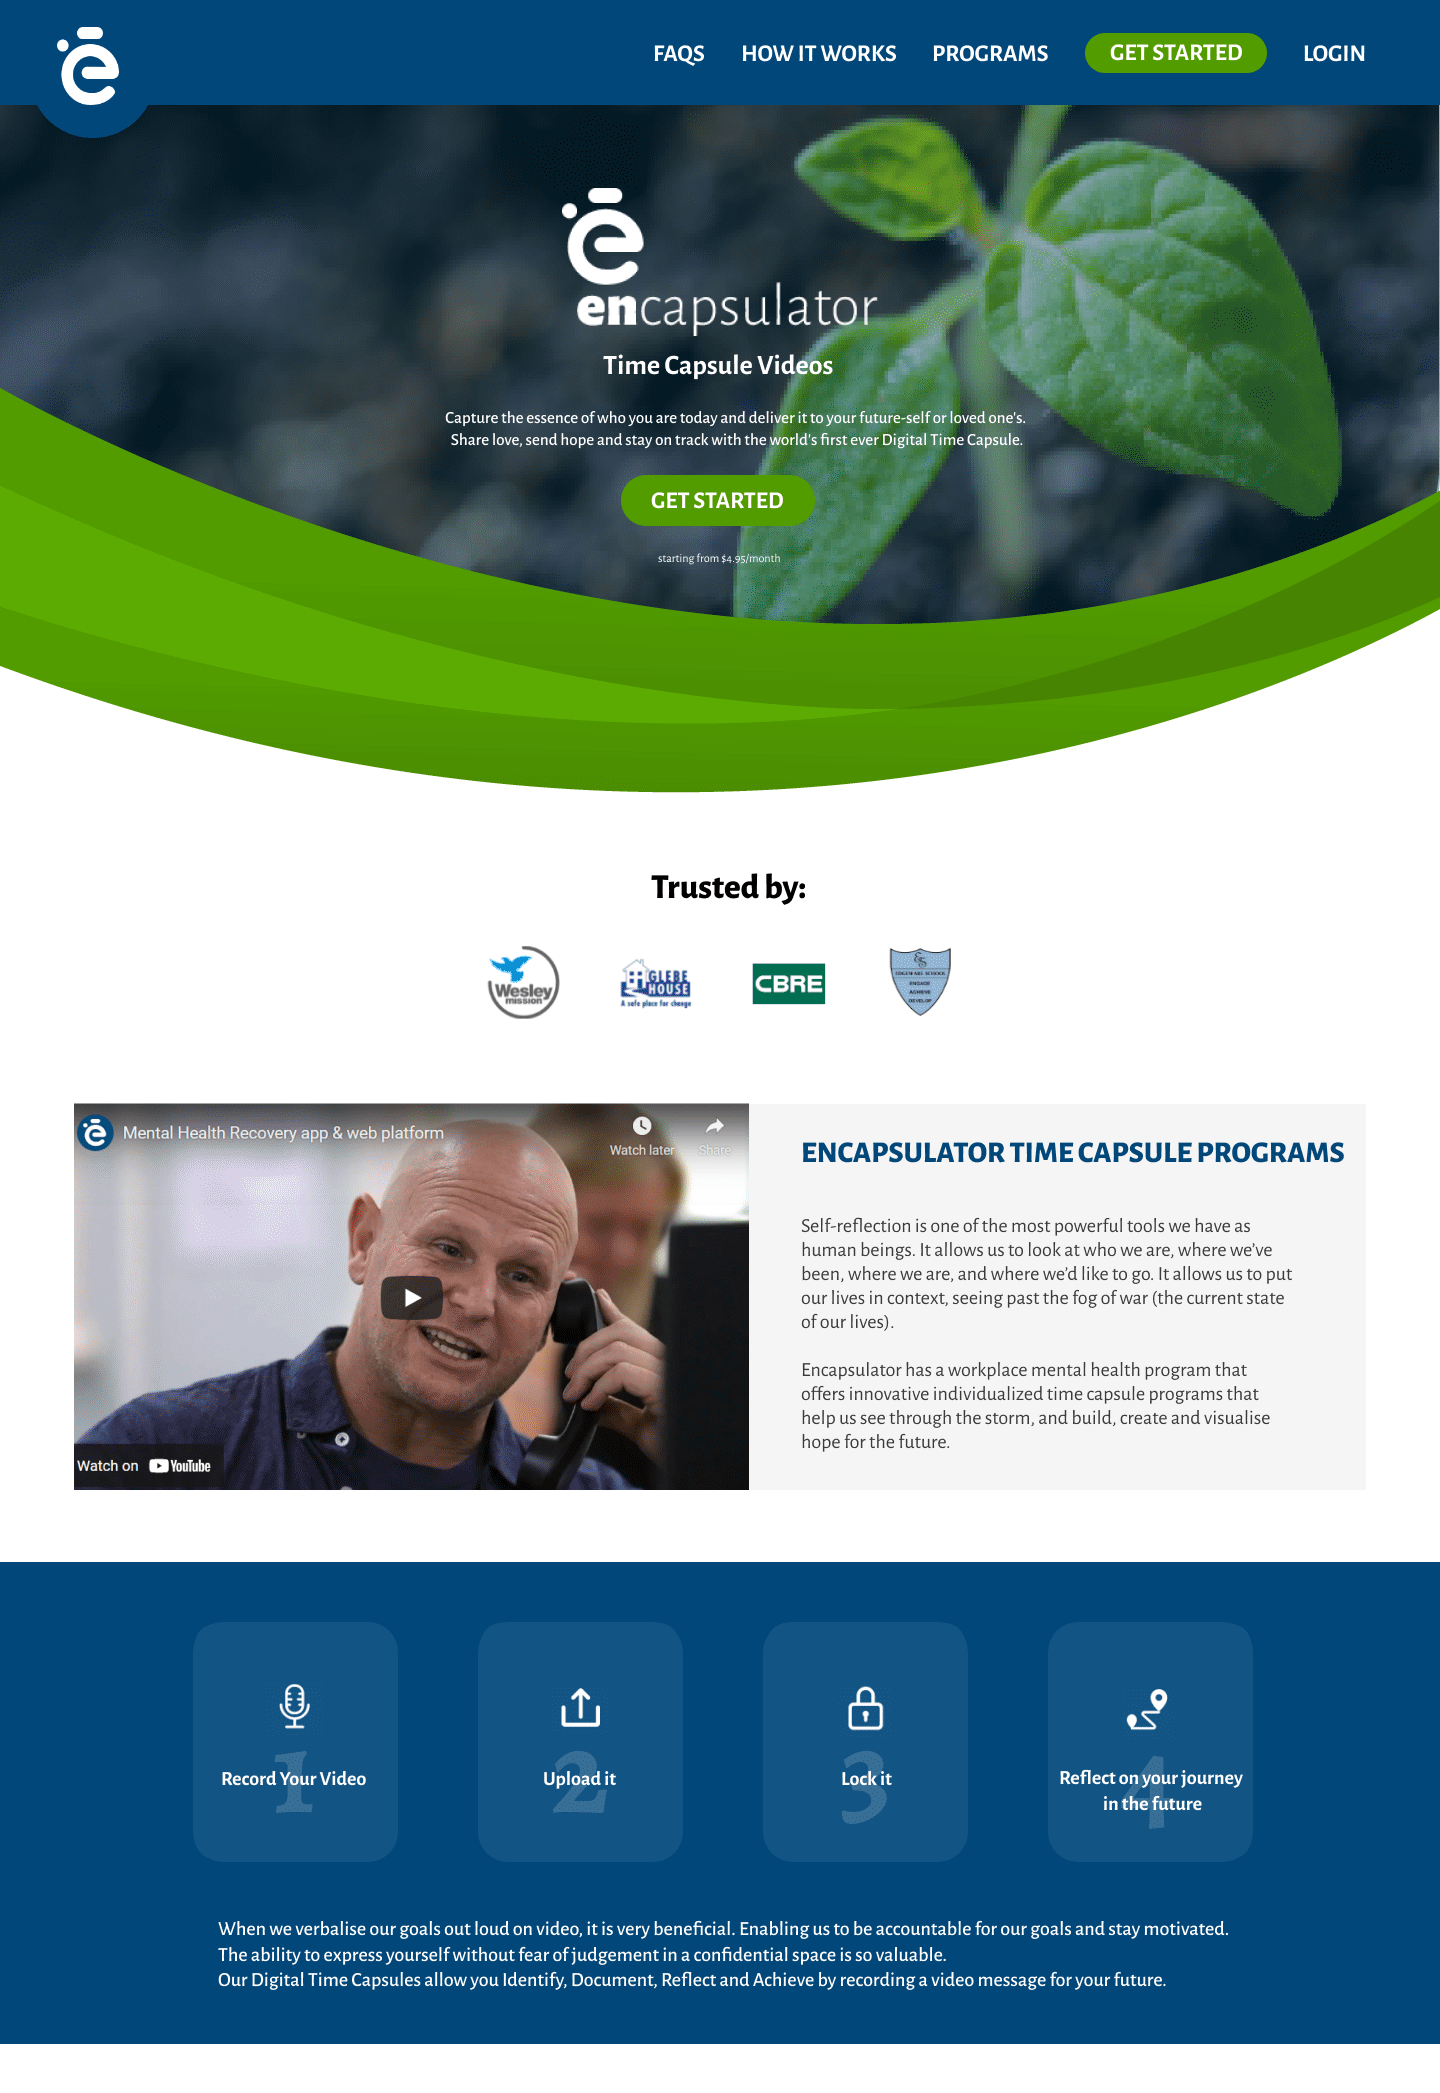 FAQS HOW IT WORKS PROGRAMS GET STARTED LOGIN
encapsulator
Time Capsule Videos
Capture the essence of who you are today and deliver it to your future-self or loved one's.
Share love, send hope and stay on track with the world's first ever Digital Time Capsule.
GET STARTED
starting from $4.95/month
Trusted by:
Wesley
mission
GLEBE
HOUSE
A safe place for change
CBRE
EDGEWARE SCHOOL
ENGAGE
ACHIEVE
DEVELOP
Mental Health Recovery app & web platform
Watch later Share
Watch on YouTube
ENCAPSULATOR TIME CAPSULE PROGRAMS
Self-reflection is one of the most powerful tools we have as
human beings. It allows us to look at who we are, where we've
been, where we are, and where we'd like to go. It allows us to put
our lives in context, seeing past the fog of war (the current state
of our lives).
Encapsulator has a workplace mental health program that
offers innovative individualized time capsule programs that
help us see through the storm, and build, create and visualise
hope for the future.
1
Record Your Video
2
Upload it
3
Lock it
4
Reflect on your journey
in the future
When we verbalise our goals out loud on video, it is very beneficial. Enabling us to be accountable for our goals and stay motivated.
The ability to express yourself without fear of judgement in a confidential space is so valuable.
Our Digital Time Capsules allow you Identify, Document, Reflect and Achieve by recording a video message for your future.